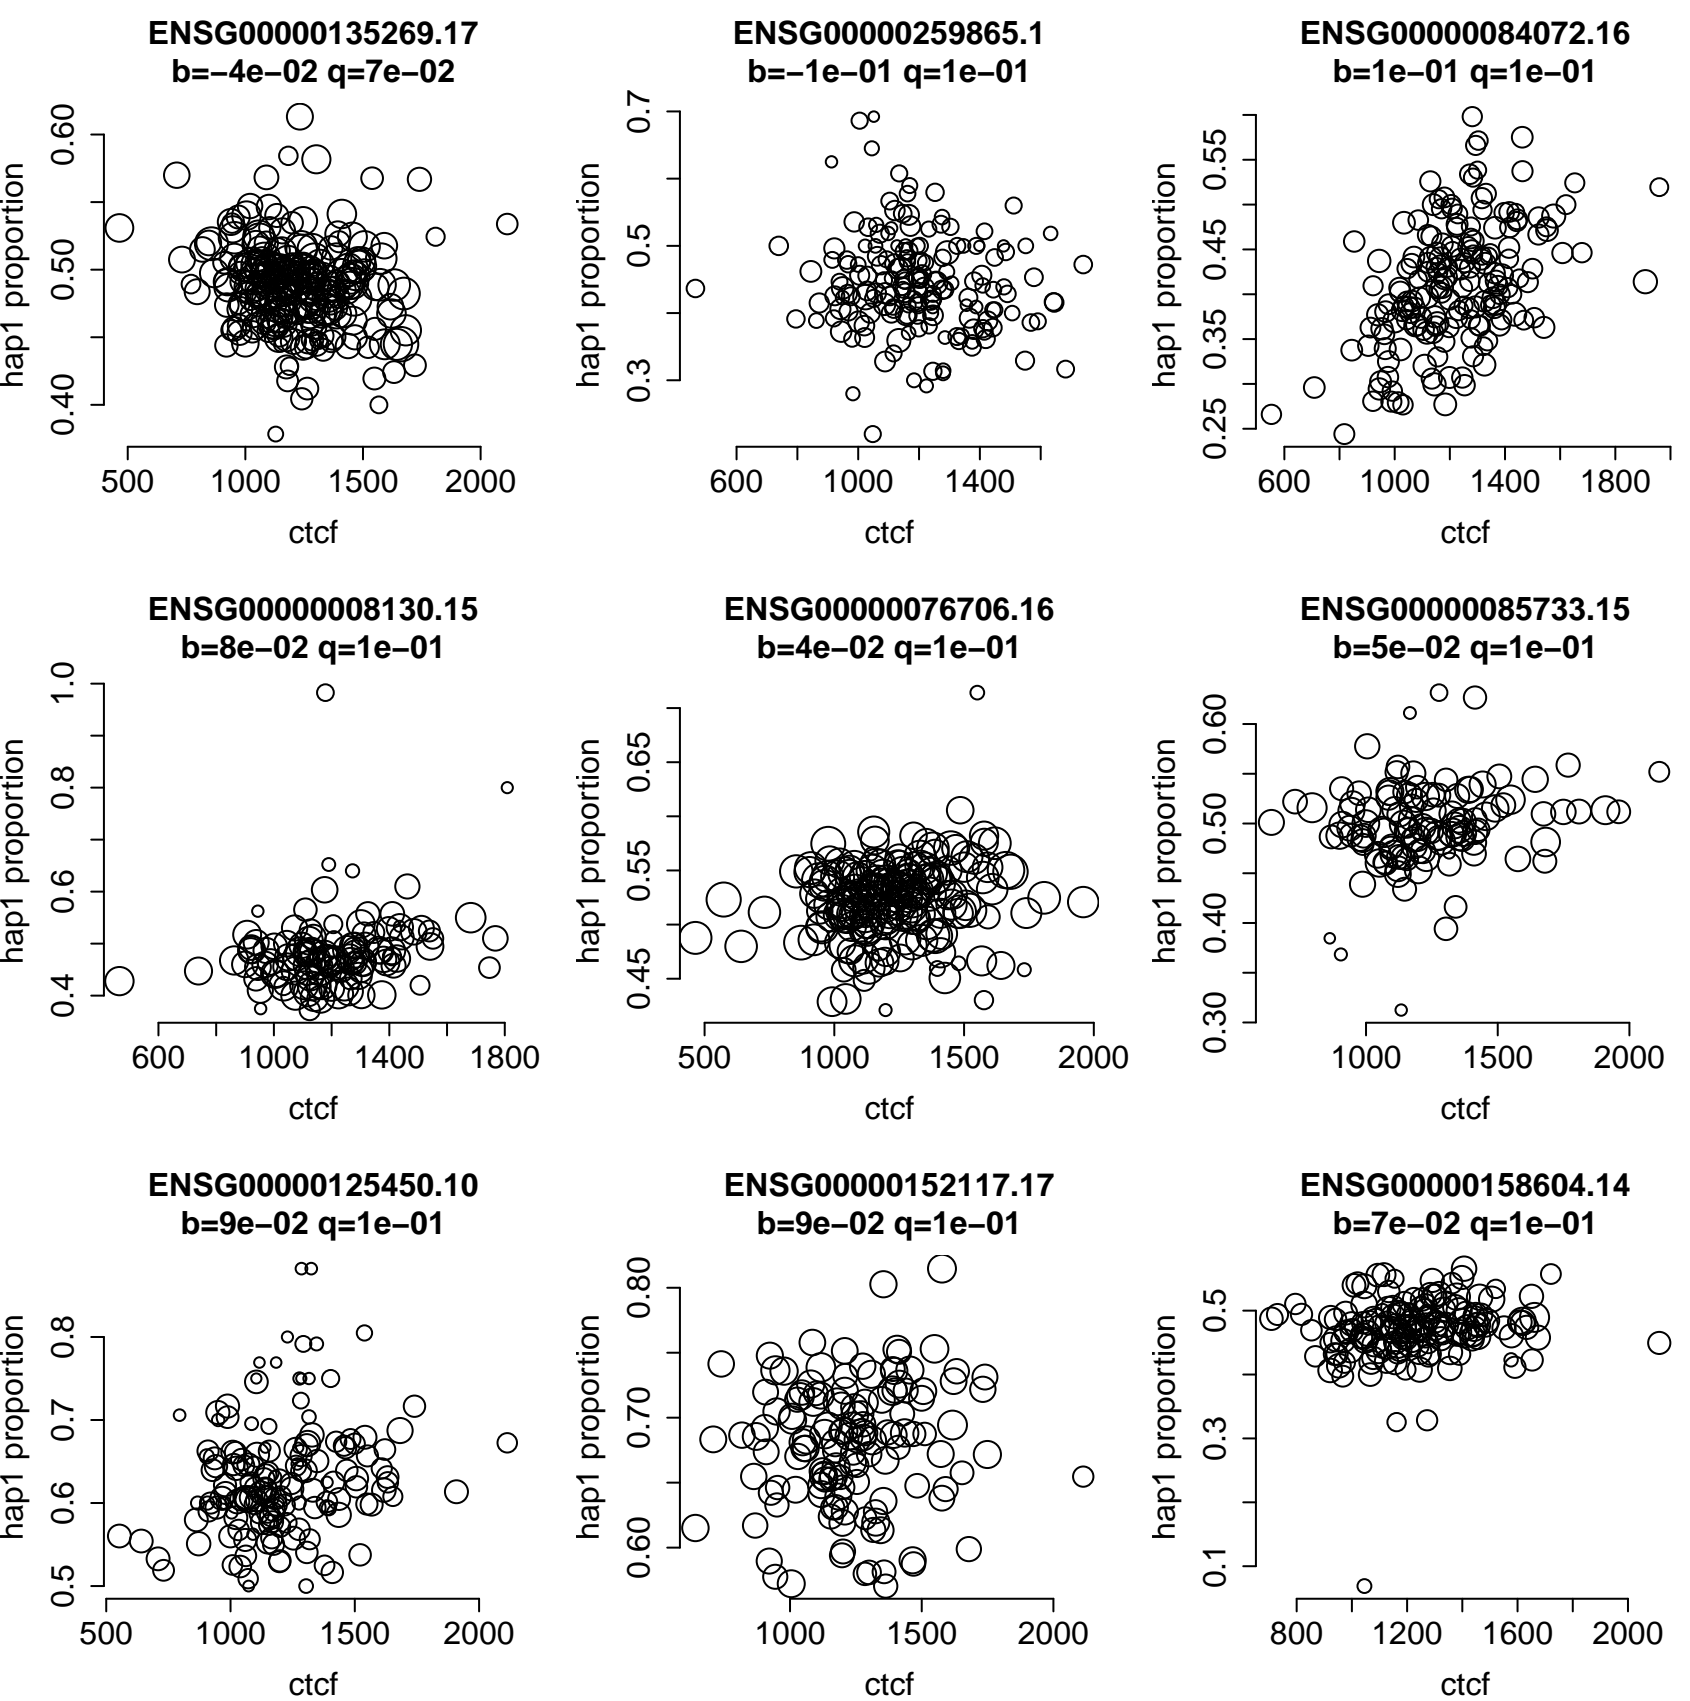 ENSG00000135269.17
b=−4e−02 q=7e−02
hap1 proportion
0.40 0.50 0.60
500 1000 1500 2000
ctcf
ENSG00000259865.1
b=−1e−01 q=1e−01
hap1 proportion
0.3 0.5 0.7
600 1000 1400
ctcf
ENSG00000084072.16
b=1e−01 q=1e−01
hap1 proportion
0.25 0.35 0.45 0.55
600 1000 1400 1800
ctcf
ENSG00000008130.15
b=8e−02 q=1e−01
hap1 proportion
0.4 0.6 0.8 1.0
600 1000 1400 1800
ctcf
ENSG00000076706.16
b=4e−02 q=1e−01
hap1 proportion
0.45 0.55 0.65
500 1000 1500 2000
ctcf
ENSG00000085733.15
b=5e−02 q=1e−01
hap1 proportion
0.30 0.40 0.50 0.60
1000 1500 2000
ctcf
ENSG00000125450.10
b=9e−02 q=1e−01
hap1 proportion
0.5 0.6 0.7 0.8
500 1000 1500 2000
ctcf
ENSG00000152117.17
b=9e−02 q=1e−01
hap1 proportion
0.60 0.70 0.80
1000 1500 2000
ctcf
ENSG00000158604.14
b=7e−02 q=1e−01
hap1 proportion
0.1 0.3 0.5
800 1200 1600 2000
ctcf